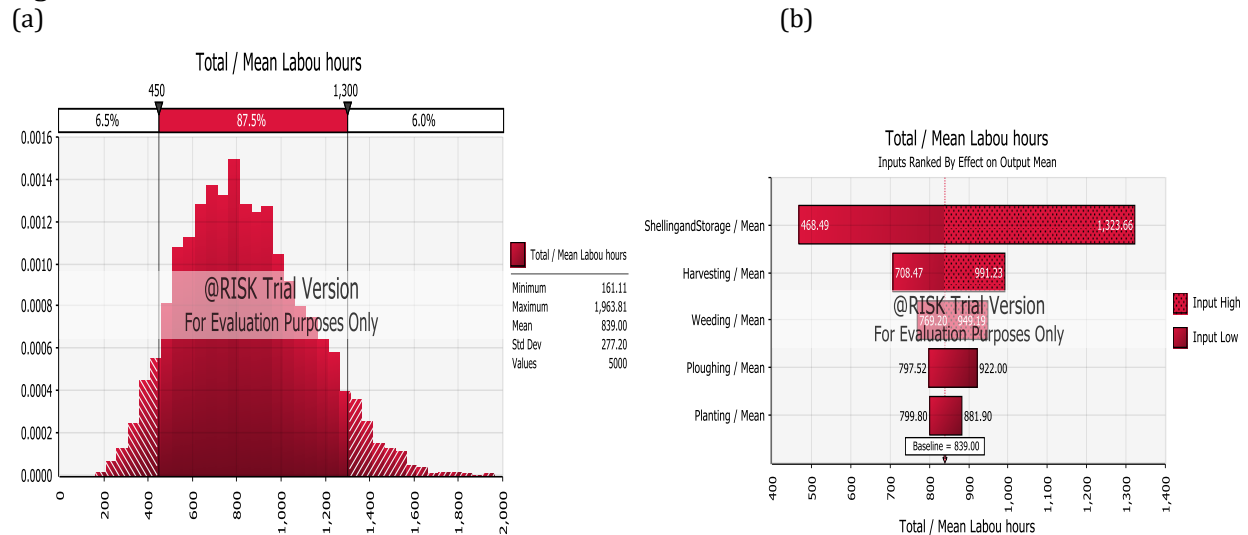 (a)
Total / Mean Labou hours
450
1,300
6.5%
87.5%
6.0%
0.0016
0.0014
0.0012
0.0010
0.0008
0.0006
0.0004
0.0002
0.0000
0
200
400
600
800
1,000
1,200
1,400
1,600
1,800
2,000
@RISK Trial Version
For Evaluation Purposes Only
Total / Mean Labou hours
Minimum 161.11
Maximum 1,963.81
Mean 839.00
Std Dev 277.20
Values 5000
(b)
Total / Mean Labou hours
Inputs Ranked By Effect on Output Mean
ShellingandStorage / Mean
468.49
1,323.66
Harvesting / Mean
708.47
991.23
@RISK Trial Version
Weeding / Mean
769.20
949.19
For Evaluation Purposes Only
Ploughing / Mean
797.52
922.00
Planting / Mean
799.80
881.90
Baseline = 839.00
400
500
600
700
800
900
1,000
1,100
1,200
1,300
1,400
Total / Mean Labou hours
Input High
Input Low